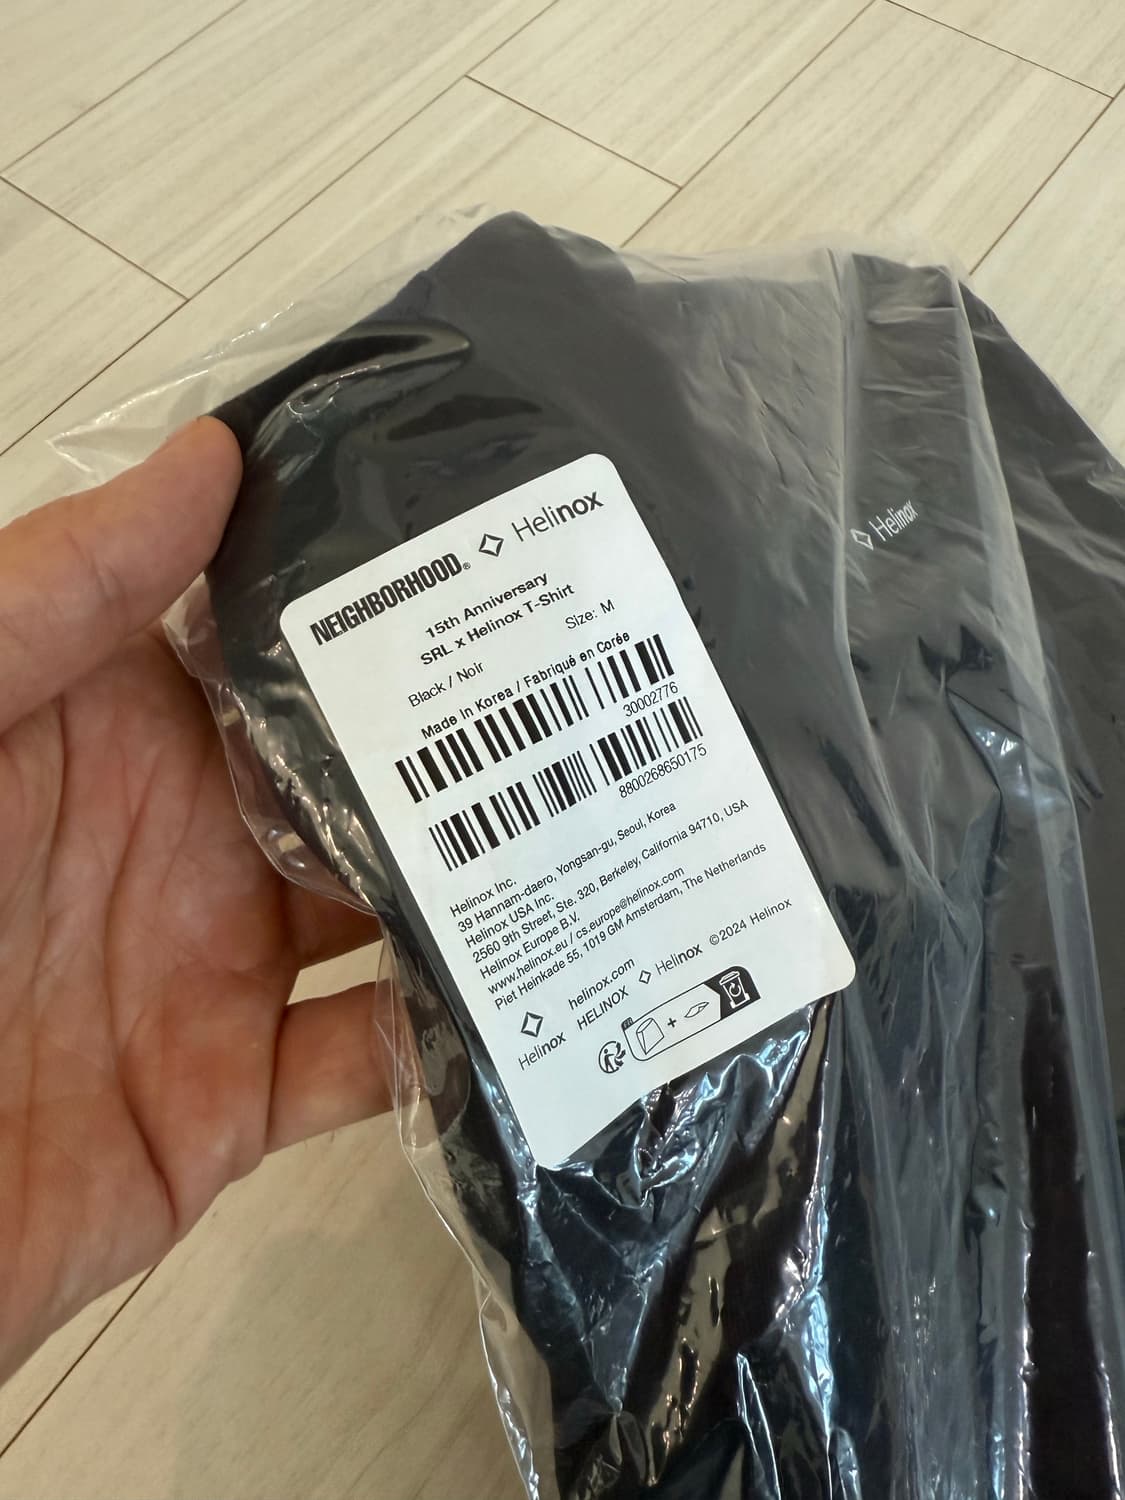 NEIGHBORHOOD® Helinox
15th Anniversary
SRL x Helinox T-Shirt
Black / Noir
Size: M
Made in Korea / Fabriqué en Corée
30002776
8800268650175
Helinox Inc.
39 Hannam-daero, Yongsan-gu, Seoul, Korea
Helinox USA Inc.
2560 9th Street, Ste. 320, Berkeley, California 94710, USA
Helinox Europe B.V.
www.helinox.eu / cs.europe@helinox.com
Piet Heinkade 55, 1019 GM Amsterdam, The Netherlands
Helinox
helinox.com
HELINOX Helinox ©2024 Helinox
+
Helinox